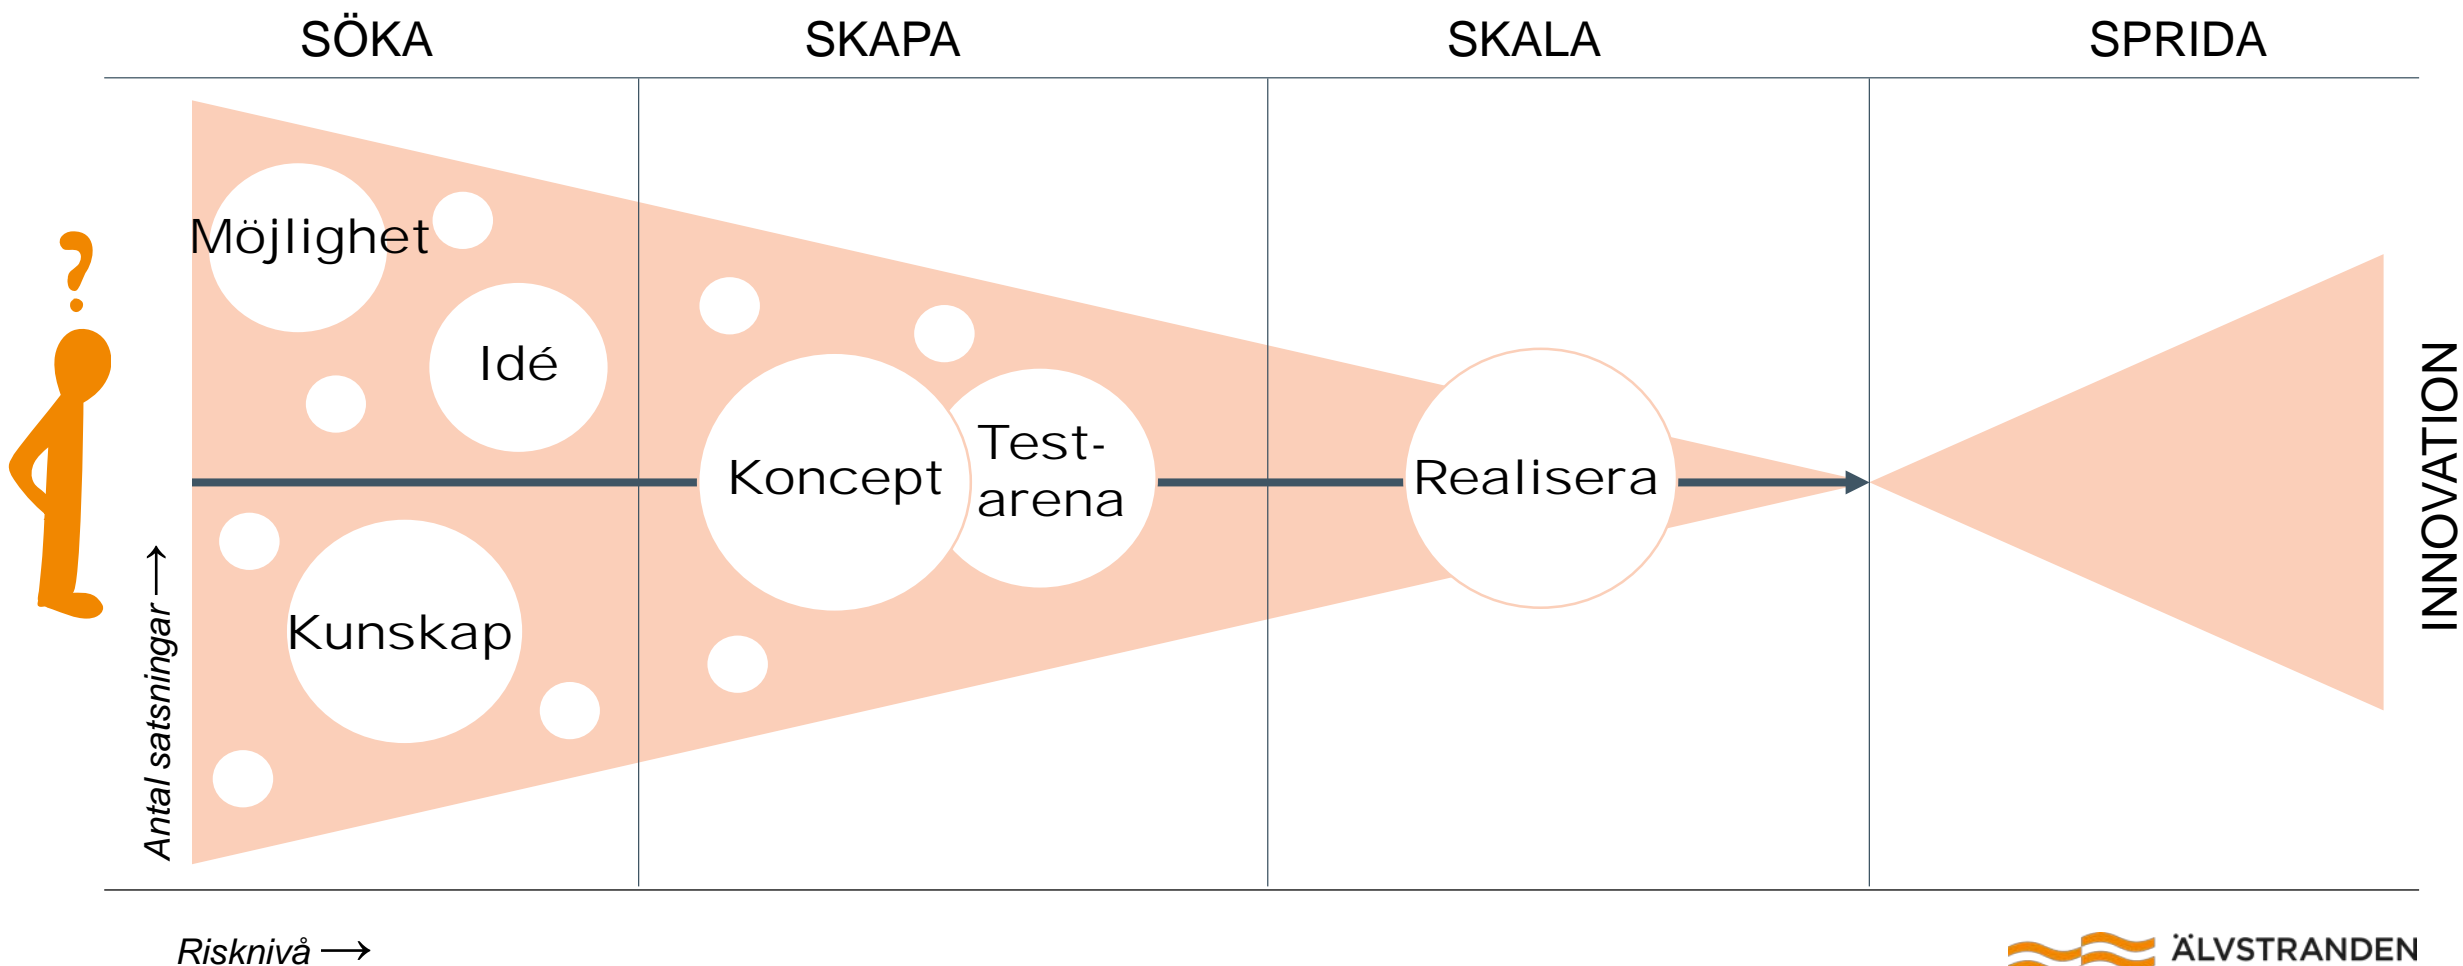 SÖKA
SKAPA
SKALA
SPRIDA
Möjlighet
Idé
Kunskap
Koncept
Test-
arena
Realisera
INNOVATION
Antal satsningar →
Risknivå →
ÄLVSTRANDEN